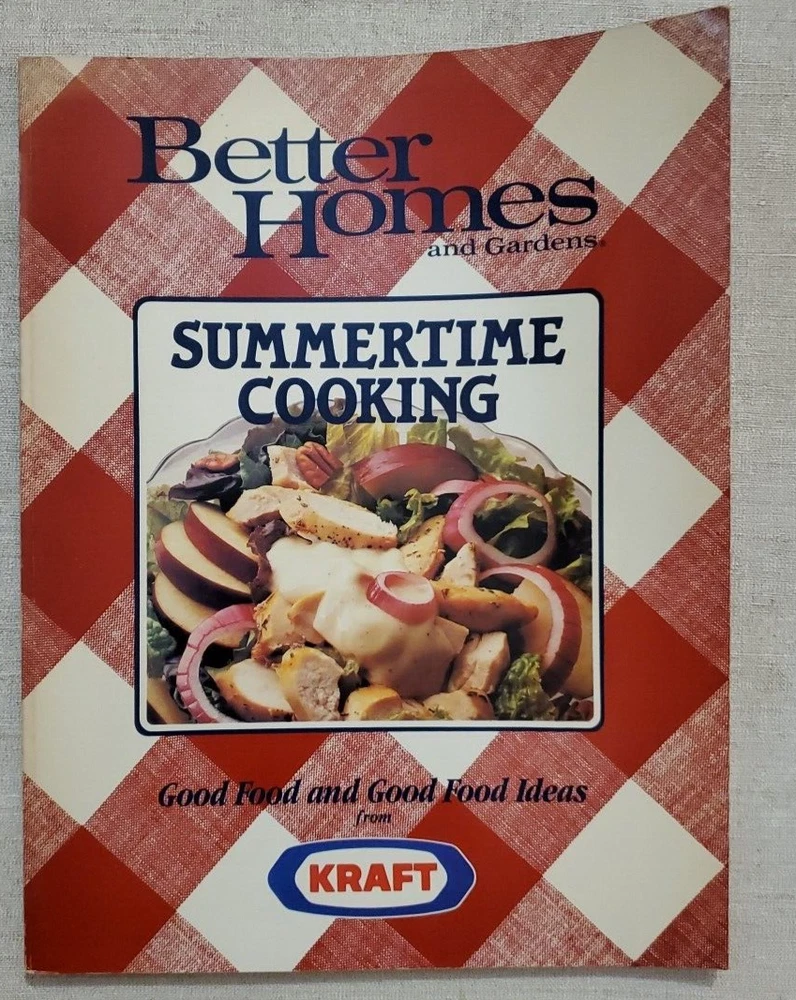 Better
Homes
and Gardens®
SUMMERTIME
COOKING
Good Food and Good Food Ideas
from
KRAFT